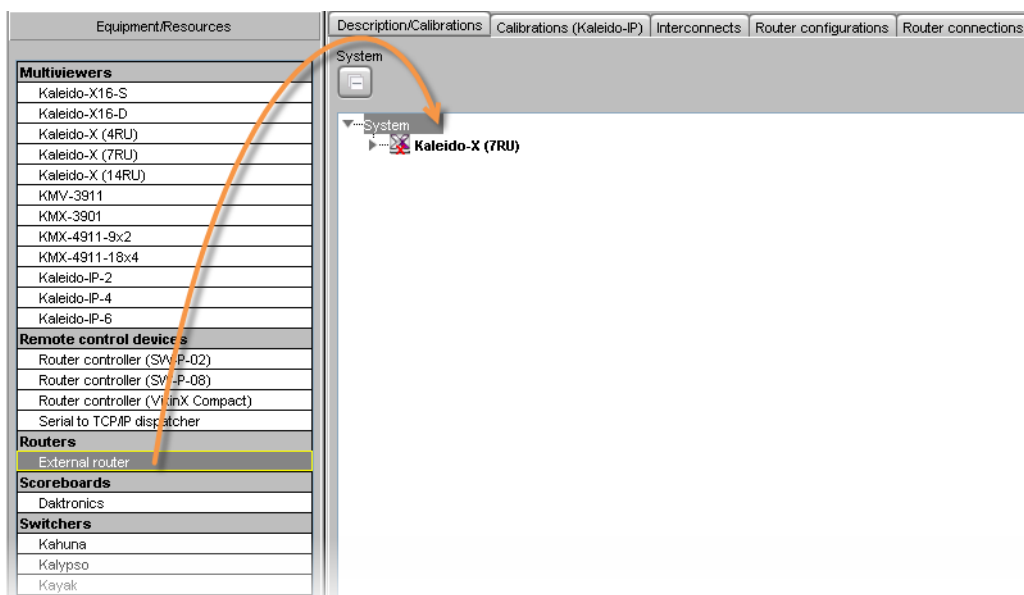 Equipment/Resources
Multiviewers
Kaleido-X16-S
Kaleido-X16-D
Kaleido-X (4RU)
Kaleido-X (7RU)
Kaleido-X (14RU)
KMV-3911
KMX-3901
KMX-4911-9x2
KMX-4911-18x4
Kaleido-IP-2
Kaleido-IP-4
Kaleido-IP-6
Remote control devices
Router controller (SW-P-02)
Router controller (SW-P-08)
Router controller (VikinX Compact)
Serial to TCP/IP dispatcher
Routers
External router
Scoreboards
Daktronics
Switchers
Kahuna
Kalypso
Kayak
Description/Calibrations Calibrations (Kaleido-IP) Interconnects Router configurations Router connections
System
System
Kaleido-X (7RU)